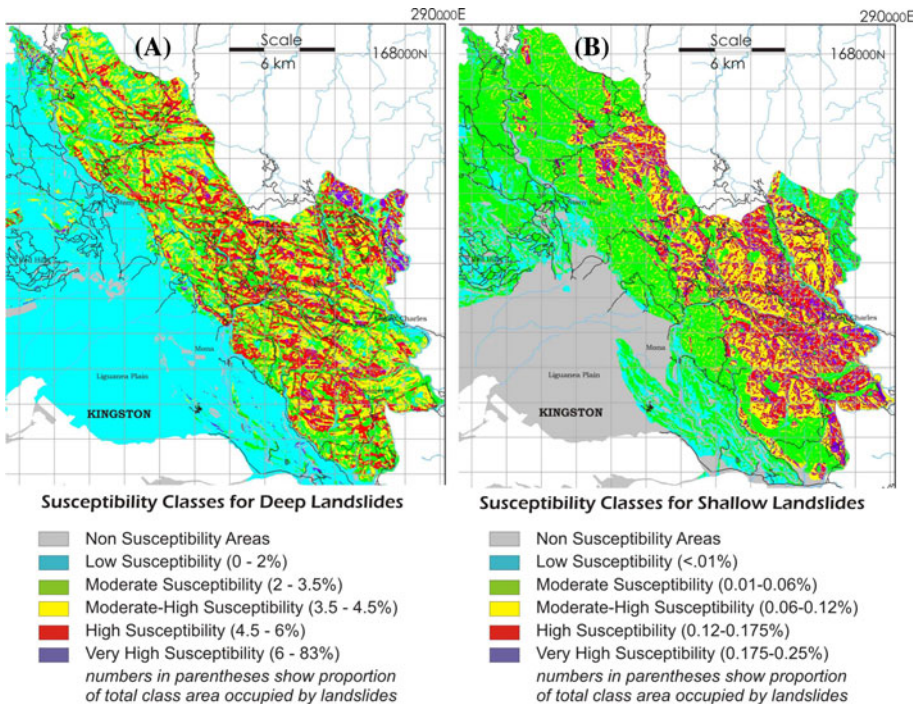 290000E
(A)
Scale
6 km
168000N
Mona
Liguanea Plain
KINGSTON
Susceptibility Classes for Deep Landslides
Non Susceptibility Areas
Low Susceptibility (0 - 2%)
Moderate Susceptibility (2 - 3.5%)
Moderate-High Susceptibility (3.5 - 4.5%)
High Susceptibility (4.5 - 6%)
Very High Susceptibility (6 - 83%)
numbers in parentheses show proportion
of total class area occupied by landslides
290000E
(B)
Scale
6 km
168000N
Mona
Liguanea Plain
KINGSTON
Susceptibility Classes for Shallow Landslides
Non Susceptibility Areas
Low Susceptibility (<.01%)
Moderate Susceptibility (0.01-0.06%)
Moderate-High Susceptibility (0.06-0.12%)
High Susceptibility (0.12-0.175%)
Very High Susceptibility (0.175-0.25%)
numbers in parentheses show proportion
of total class area occupied by landslides